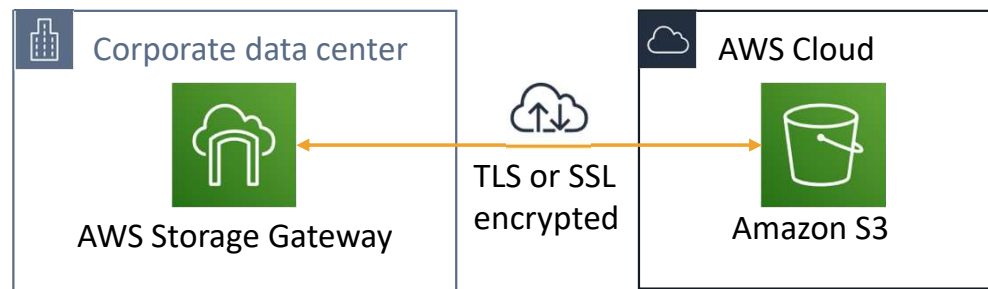 Corporate data center
AWS Cloud
TLS or SSL
encrypted
AWS Storage Gateway
Amazon S3